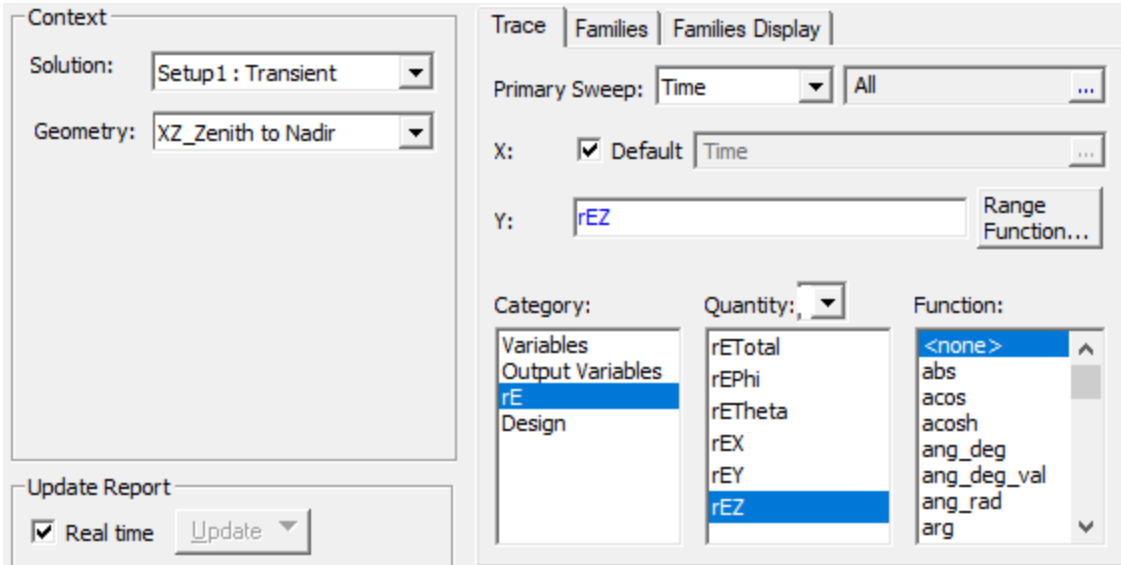 Context
Solution: Setup1 : Transient
Geometry: XZ_Zenith to Nadir
Update Report
Real time Update
Trace Families Families Display
Primary Sweep: Time All ...
X: Default Time ...
Y: rEZ Range Function...
Category:
Variables
Output Variables
rE
Design
Quantity:
rETotal
rEPhi
rETheta
rEX
rEY
rEZ
Function:
<none>
abs
acos
acosh
ang_deg
ang_deg_val
ang_rad
arg